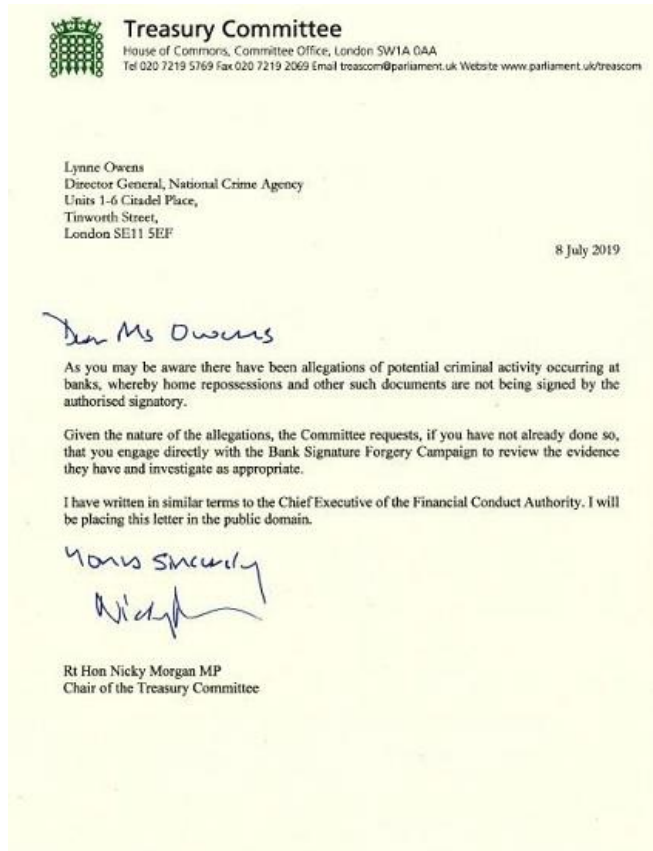 Treasury Committee
House of Commons, Committee Office, London SW1A 0AA
Tel 020 7219 5769 Fax 020 7219 2069 Email treascom@parliament.uk Website www.parliament.uk/treascom
Lynne Owens
Director General, National Crime Agency
Units 1-6 Citadel Place,
Tinworth Street,
London SE11 5EF
8 July 2019
Dear Ms Owens
As you may be aware there have been allegations of potential criminal activity occurring at
banks, whereby home repossessions and other such documents are not being signed by the
authorised signatory.
Given the nature of the allegations, the Committee requests, if you have not already done so,
that you engage directly with the Bank Signature Forgery Campaign to review the evidence
they have and investigate as appropriate.
I have written in similar terms to the Chief Executive of the Financial Conduct Authority. I will
be placing this letter in the public domain.
Yours sincerely
Nicky
Rt Hon Nicky Morgan MP
Chair of the Treasury Committee